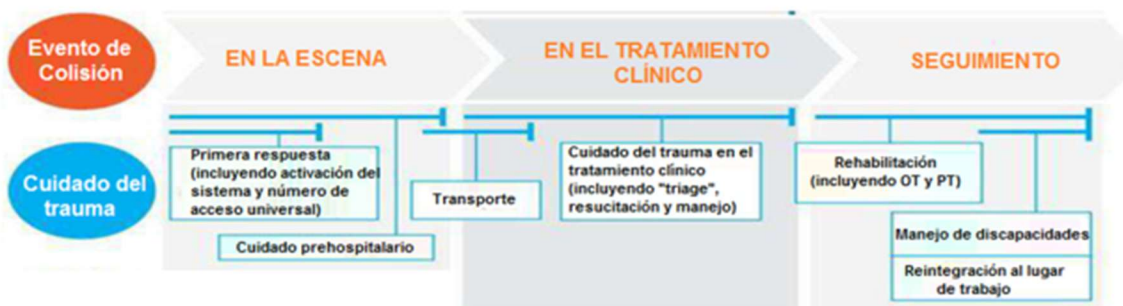 Evento de
Colisión
EN LA ESCENA
EN EL TRATAMIENTO
CLÍNICO
SEGUIMIENTO
Cuidado del
trauma
Primera respuesta
(incluyendo activación del
sistema y número de
acceso universal)
Cuidado prehospitalario
Transporte
Cuidado del trauma en el
tratamiento clínico
(incluyendo "triage",
resucitación y manejo)
Rehabilitación
(incluyendo OT y PT)
Manejo de discapacidades
Reintegración al lugar
de trabajo